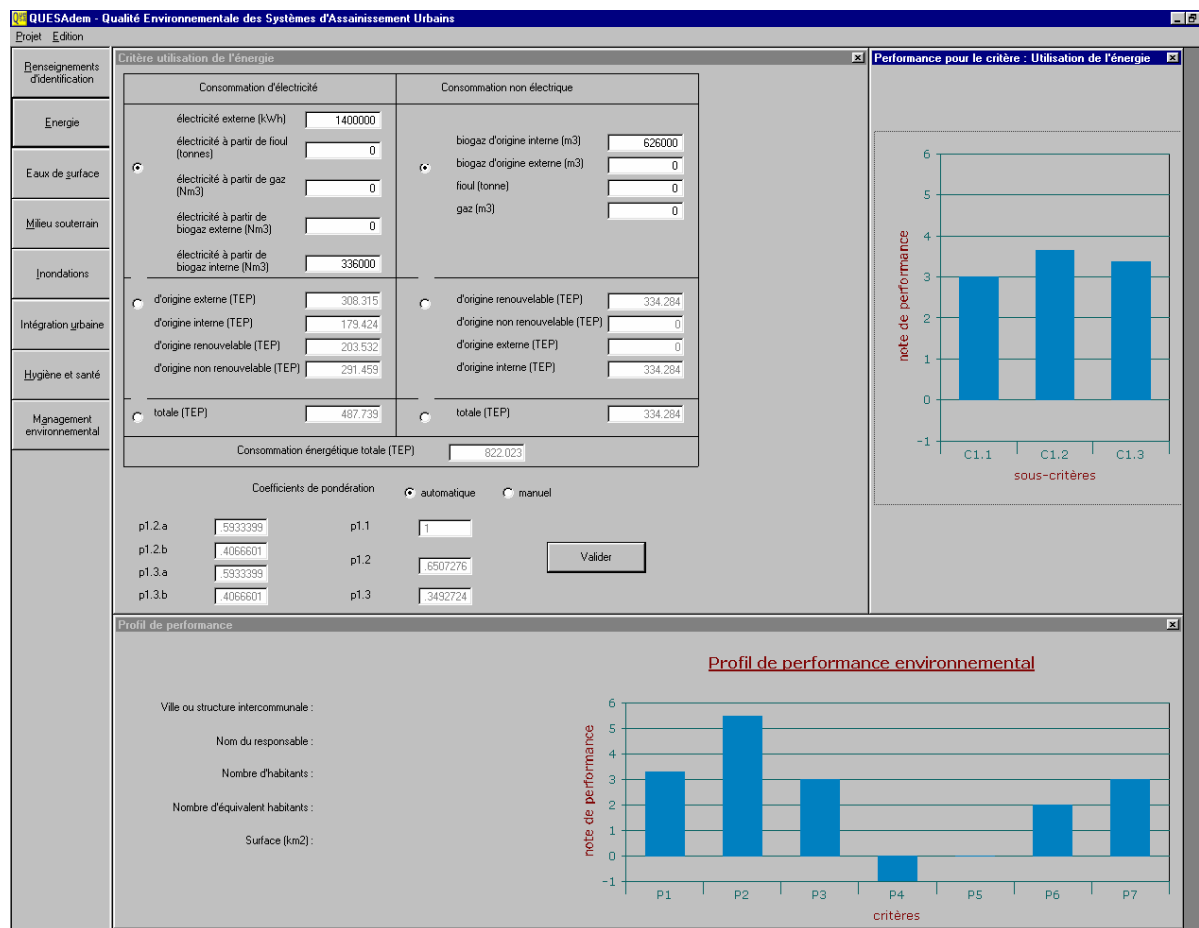 QUESAdem - Qualité Environnementale des Systèmes d'Assainissement Urbains
Projet Edition
Renseignements
d'identification
Energie
Eaux de surface
Milieu souterrain
Inondations
Intégration urbaine
Hygiène et santé
Management
environnemental
Critère utilisation de l'énergie
Consommation d'électricité
Consommation non électrique
électricité externe (kWh) 1400000
électricité à partir de fioul
(tonnes) 0
électricité à partir de gaz
(Nm3) 0
électricité à partir de
biogaz externe (Nm3) 0
électricité à partir de
biogaz interne (Nm3) 336000
biogaz d'origine interne (m3) 626000
biogaz d'origine externe (m3) 0
fioul (tonne) 0
gaz (m3) 0
d'origine externe (TEP) 308.315
d'origine interne (TEP) 179.424
d'origine renouvelable (TEP) 203.532
d'origine non renouvelable (TEP) 291.459
d'origine renouvelable (TEP) 334.284
d'origine non renouvelable (TEP) 0
d'origine externe (TEP) 0
d'origine interne (TEP) 334.284
totale (TEP) 487.739
totale (TEP) 334.284
Consommation énergétique totale (TEP) 822.023
Coefficients de pondération automatique manuel
p1.2.a .5933399
p1.2.b .4066601
p1.3.a .5933399
p1.3.b .4066601
p1.1 1
p1.2 .6507276
p1.3 .3492724
Valider
Performance pour le critère : Utilisation de l'énergie
note de performance
6
5
4
3
2
1
0
-1
C1.1 C1.2 C1.3
sous-critères
Profil de performance
Ville ou structure intercommunale :
Nom du responsable :
Nombre d'habitants :
Nombre d'équivalent habitants :
Surface (km2) :
Profil de performance environnemental
note de performance
6
5
4
3
2
1
0
-1
P1 P2 P3 P4 P5 P6 P7
critères